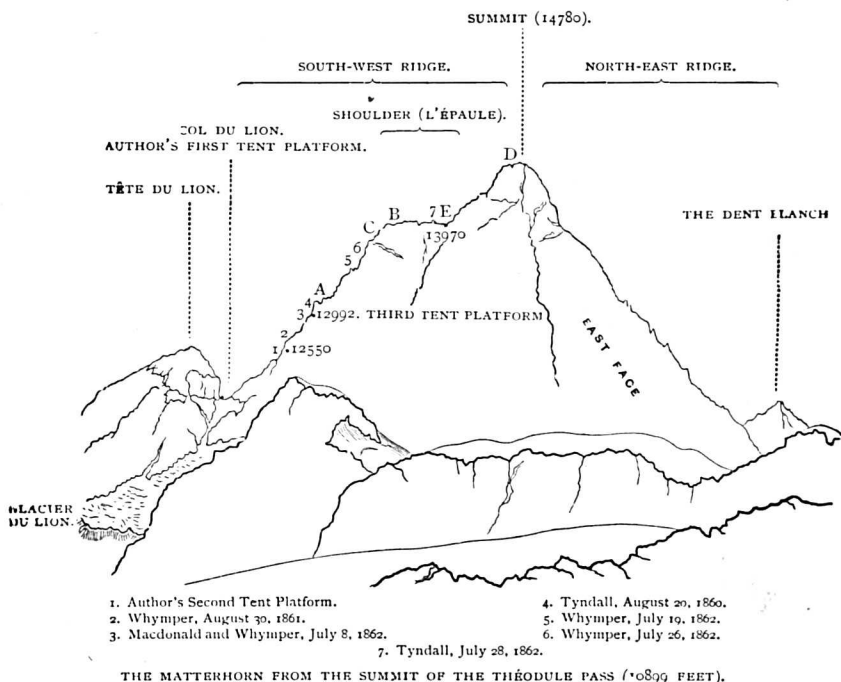 SUMMIT (14780).
SOUTH-WEST RIDGE.
NORTH-EAST RIDGE.
SHOULDER (L'ÉPAULE).
COL DU LION.
AUTHOR'S FIRST TENT PLATFORM.
TÊTE DU LION.
THE DENT BLANCH
D
C
B
7 E
13970
6
5
A
4
3 12992. THIRD TENT PLATFORM
2
1 12550
EAST FACE
GLACIER
DU LION.
1. Author's Second Tent Platform.
2. Whymper, August 30, 1861.
3. Macdonald and Whymper, July 8, 1862.
4. Tyndall, August 20, 1860.
5. Whymper, July 19, 1862.
6. Whymper, July 26, 1862.
7. Tyndall, July 28, 1862.
THE MATTERHORN FROM THE SUMMIT OF THE THÉODULE PASS (10899 FEET).